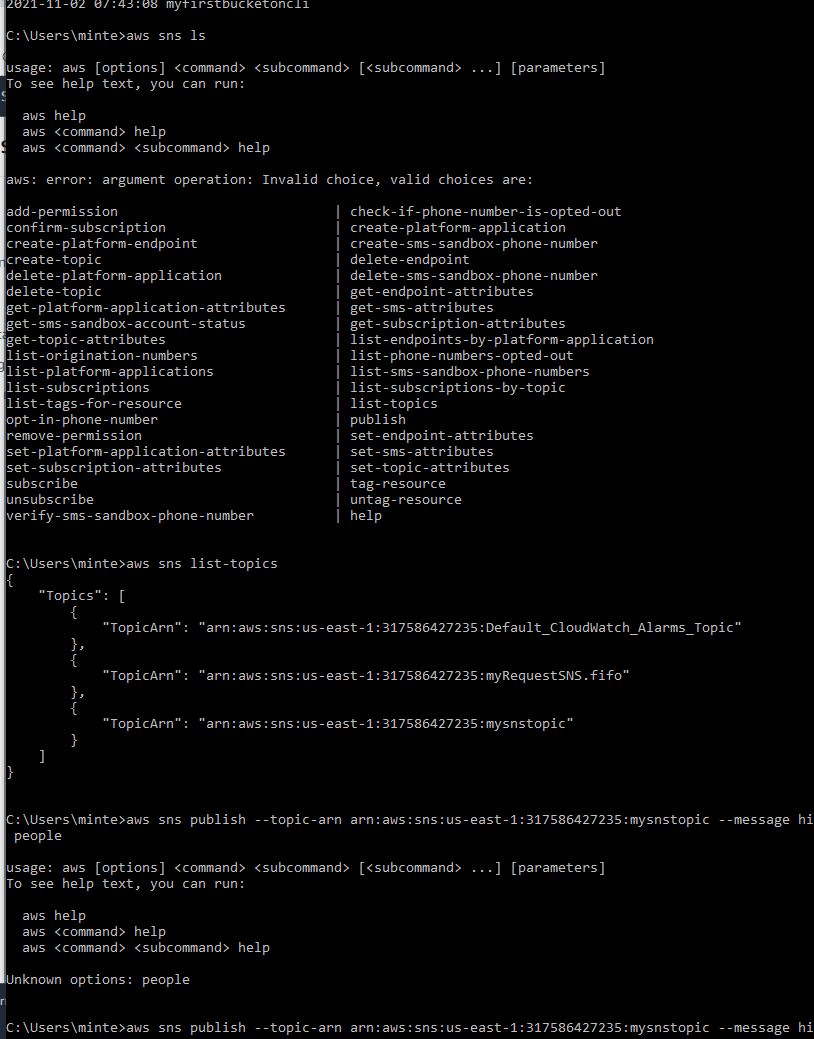 2021-11-02 07:43:08 myfirstbucketoncli
C:\Users\minte>aws sns ls
usage: aws [options] <command> <subcommand> [<subcommand> ...] [parameters]
To see help text, you can run:
aws help
aws <command> help
aws <command> <subcommand> help
aws: error: argument operation: Invalid choice, valid choices are:
add-permission | check-if-phone-number-is-opted-out
confirm-subscription | create-platform-application
create-platform-endpoint | create-sms-sandbox-phone-number
create-topic | delete-endpoint
delete-platform-application | delete-sms-sandbox-phone-number
delete-topic | get-endpoint-attributes
get-platform-application-attributes | get-sms-attributes
get-sms-sandbox-account-status | get-subscription-attributes
get-topic-attributes | list-endpoints-by-platform-application
list-origination-numbers | list-phone-numbers-opted-out
list-platform-applications | list-sms-sandbox-phone-numbers
list-subscriptions | list-subscriptions-by-topic
list-tags-for-resource | list-topics
opt-in-phone-number | publish
remove-permission | set-endpoint-attributes
set-platform-application-attributes | set-sms-attributes
set-subscription-attributes | set-topic-attributes
subscribe | tag-resource
unsubscribe | untag-resource
verify-sms-sandbox-phone-number | help
C:\Users\minte>aws sns list-topics
{
"Topics": [
{
"TopicArn": "arn:aws:sns:us-east-1:317586427235:Default_CloudWatch_Alarms_Topic"
},
{
"TopicArn": "arn:aws:sns:us-east-1:317586427235:myRequestSNS.fifo"
},
{
"TopicArn": "arn:aws:sns:us-east-1:317586427235:mysnstopic"
}
]
}
C:\Users\minte>aws sns publish --topic-arn arn:aws:sns:us-east-1:317586427235:mysnstopic --message hi
people
usage: aws [options] <command> <subcommand> [<subcommand> ...] [parameters]
To see help text, you can run:
aws help
aws <command> help
aws <command> <subcommand> help
Unknown options: people
C:\Users\minte>aws sns publish --topic-arn arn:aws:sns:us-east-1:317586427235:mysnstopic --message hi